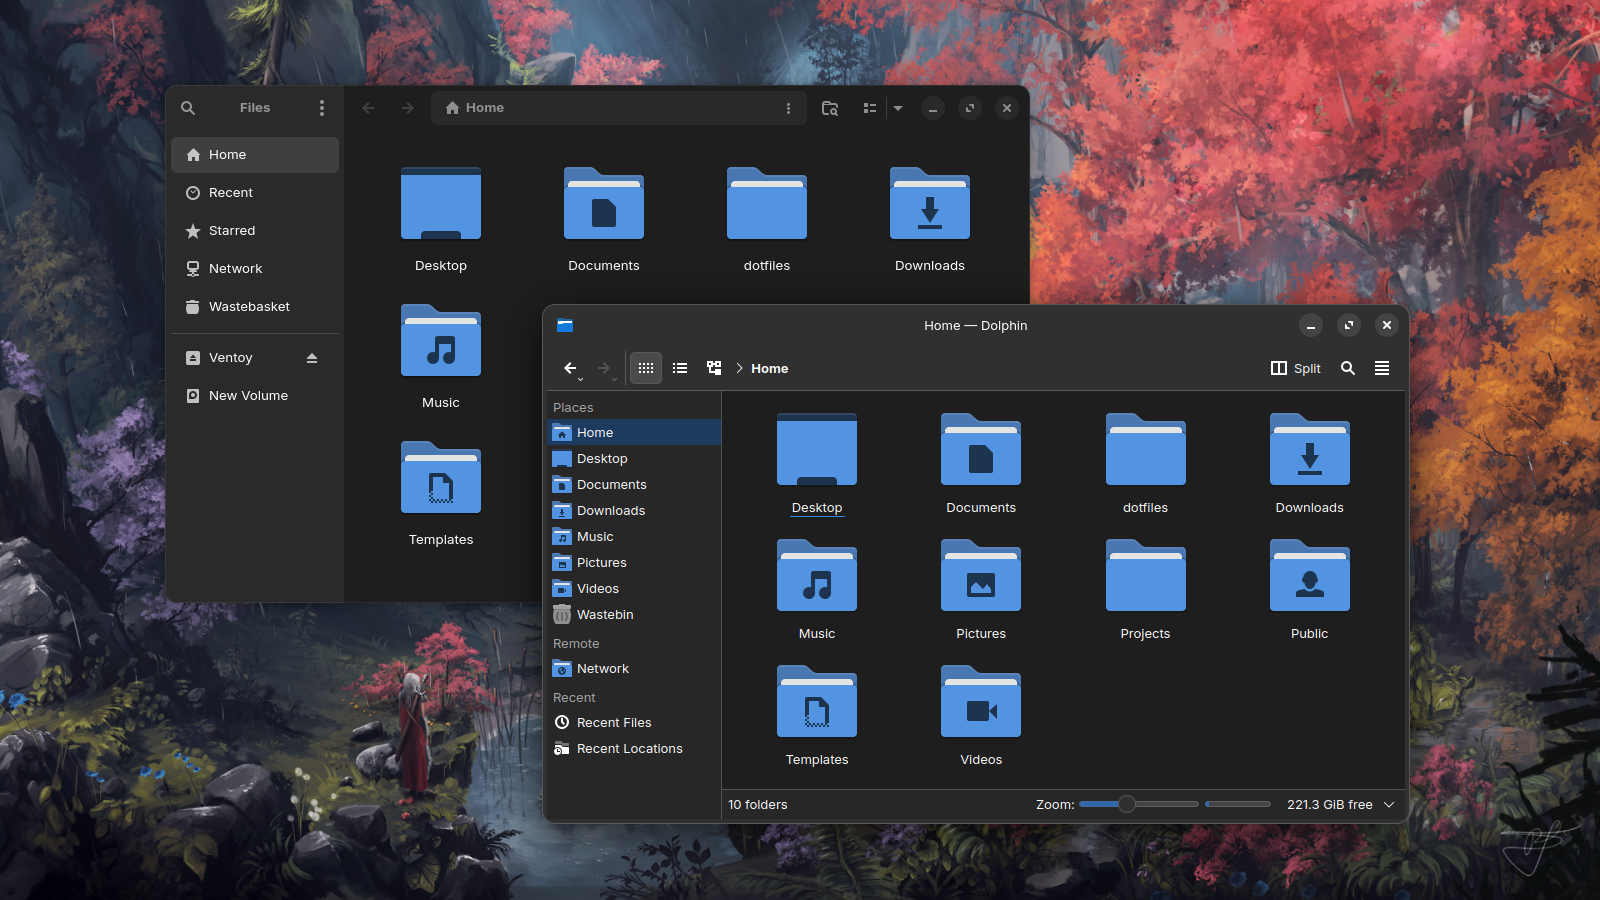 Files
Home
Home
Recent
Starred
Network
Wastebasket
Ventoy
New Volume
Desktop
Documents
dotfiles
Downloads
Music
Templates
Home — Dolphin
Home
Split
Places
Home
Desktop
Documents
Downloads
Music
Pictures
Videos
Wastebin
Remote
Network
Recent
Recent Files
Recent Locations
Desktop
Documents
dotfiles
Downloads
Music
Pictures
Projects
Public
Templates
Videos
10 folders
Zoom:
221.3 GiB free